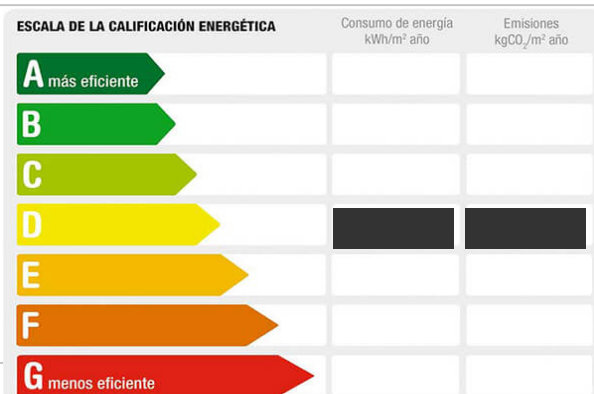 ESCALA DE LA CALIFICACIÓN ENERGÉTICA
Consumo de energía
kWh/m² año
Emisiones
kgCO₂/m² año
A más eficiente
B
C
D
E
F
G menos eficiente